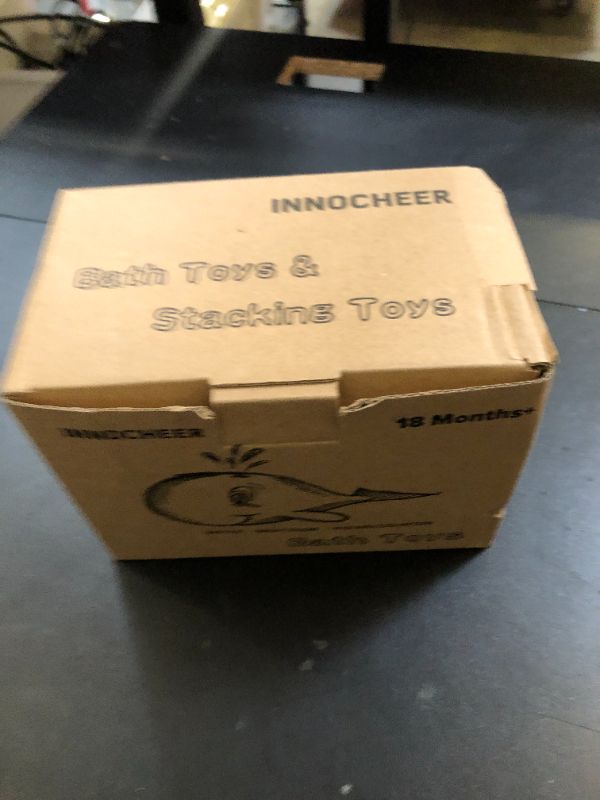 INNOCHEER
Bath Toys &
Stacking Toys
INNOCHEER
18 Months+
Bath Toys